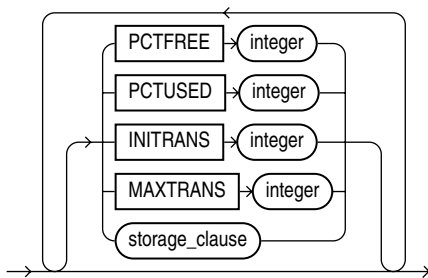 PCTFREE integer
PCTUSED integer
INITRANS integer
MAXTRANS integer
storage_clause